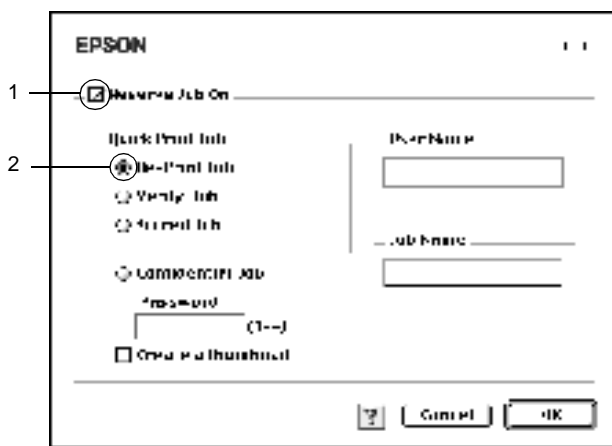 EPSON
1
Reserve Job On
Quick Print Job
User Name
2
Re-Print Job
Verify Job
Stored Job
Job Name
Confidential Job
Password
Create a thumbnail
?
Cancel
OK